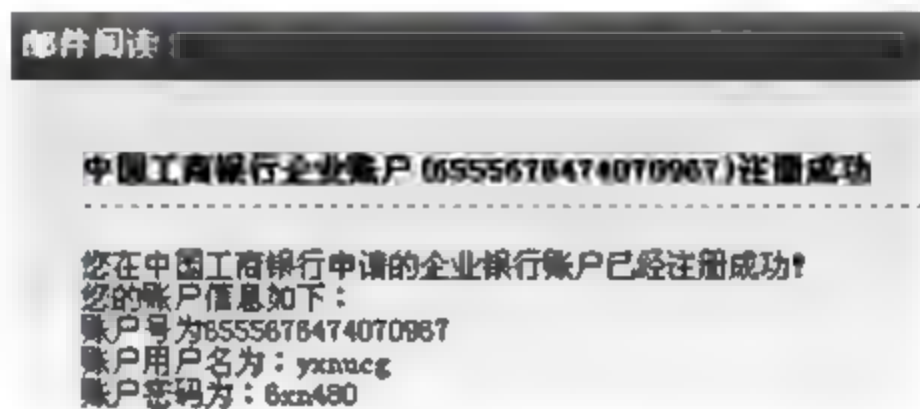 邮件阅读：
中国工商银行企业账户(6555676474070967)注册成功
您在中国工商银行申请的企业银行账户已经注册成功！
您的账户信息如下：
账户号为6555676474070967
账户用户名为：yxnucg
账户密码为：6xn480